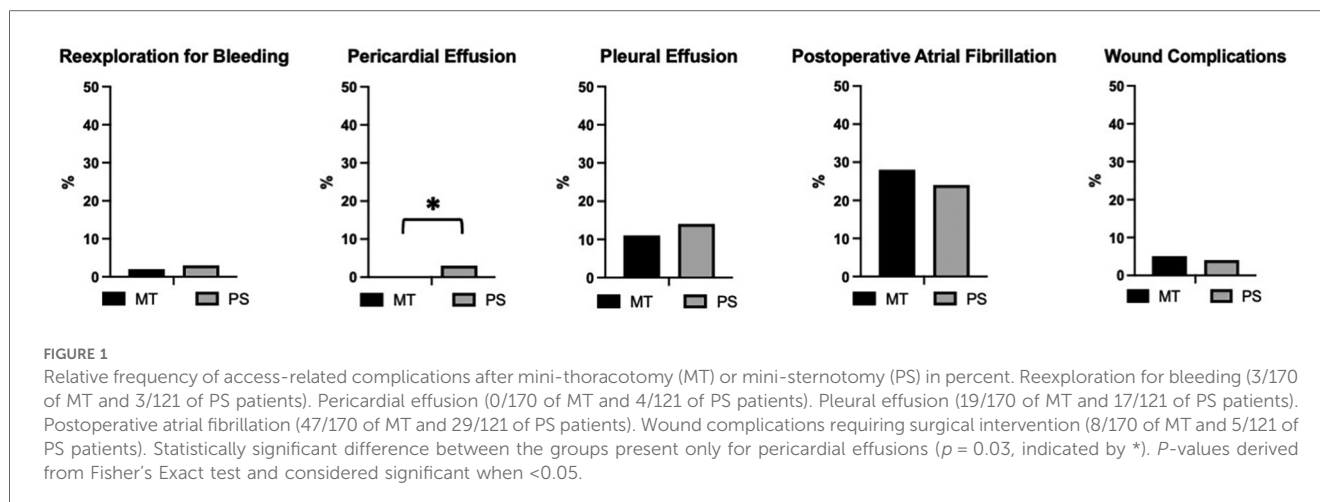 Reexploration for Bleeding
50
40
30
20
10
0
%
MT PS
Pericardial Effusion
50
40
30
20
10
0
%
*
MT PS
Pleural Effusion
50
40
30
20
10
0
%
MT PS
Postoperative Atrial Fibrillation
50
40
30
20
10
0
%
MT PS
Wound Complications
50
40
30
20
10
0
%
MT PS
FIGURE 1
Relative frequency of access-related complications after mini-thoracotomy (MT) or mini-sternotomy (PS) in percent. Reexploration for bleeding (3/170
of MT and 3/121 of PS patients). Pericardial effusion (0/170 of MT and 4/121 of PS patients). Pleural effusion (19/170 of MT and 17/121 of PS patients).
Postoperative atrial fibrillation (47/170 of MT and 29/121 of PS patients). Wound complications requiring surgical intervention (8/170 of MT and 5/121 of
PS patients). Statistically significant difference between the groups present only for pericardial effusions (p = 0.03, indicated by *). P-values derived
from Fisher’s Exact test and considered significant when <0.05.